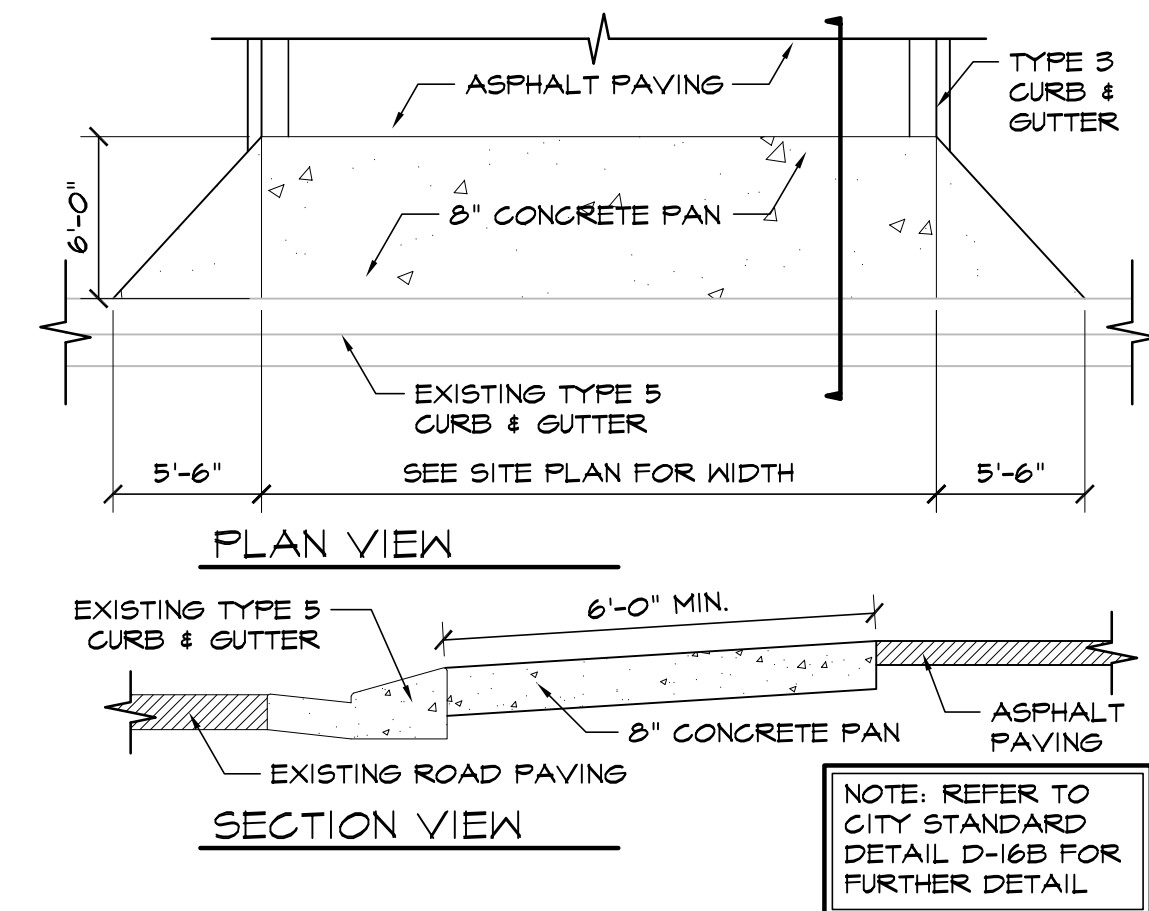 ASPHALT PAVING
TYPE 3
CURB &
GUTTER
6'-0"
8" CONCRETE PAN
EXISTING TYPE 5
CURB & GUTTER
5'-6"
SEE SITE PLAN FOR WIDTH
5'-6"
PLAN VIEW
EXISTING TYPE 5
CURB & GUTTER
6'-0" MIN.
8" CONCRETE PAN
ASPHALT
PAVING
EXISTING ROAD PAVING
SECTION VIEW
NOTE: REFER TO
CITY STANDARD
DETAIL D-16B FOR
FURTHER DETAIL